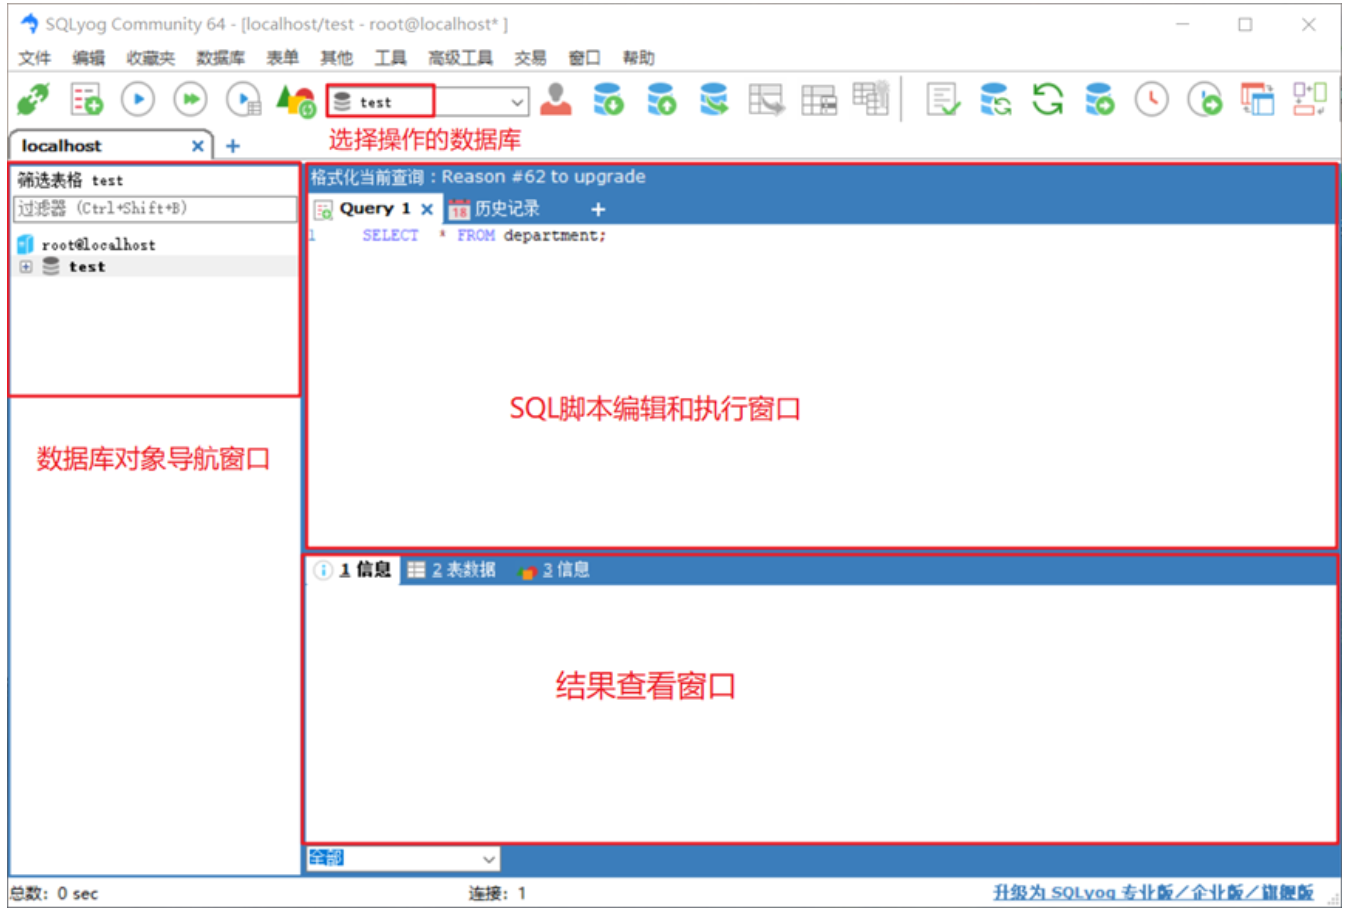 SQLyog Community 64 - [localhost/test - root@localhost* ]
文件 编辑 收藏夹 数据库 表单 其他 工具 高级工具 交易 窗口 帮助
test
选择操作的数据库
localhost
筛选表格 test
过滤器 (Ctrl+Shift+B)
root@localhost
test
数据库对象导航窗口
格式化当前查询：Reason #62 to upgrade
Query 1 18 历史记录
1 SELECT * FROM department;
SQL脚本编辑和执行窗口
1 信息 2 表数据 3 信息
结果查看窗口
全部
总数: 0 sec 连接: 1 升级为 SQLyog 专业版/企业版/旗舰版